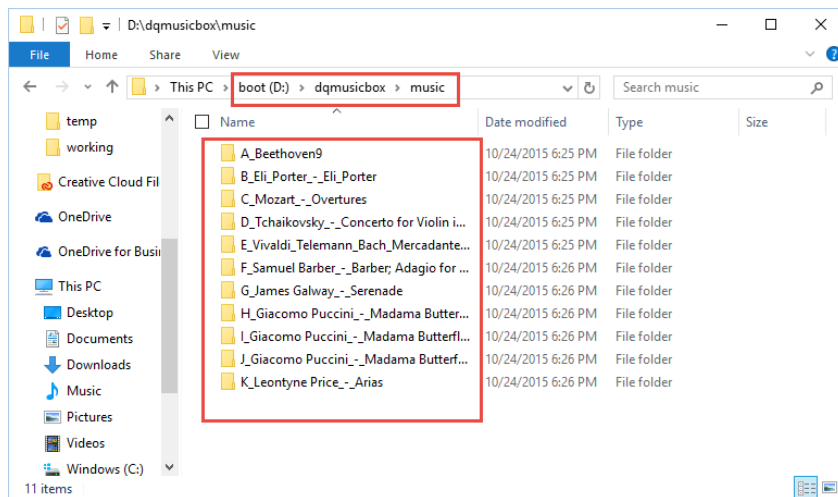 D:\dqmusicbox\music
File Home Share View
This PC > boot (D:) > dqmusicbox > music
Search music
temp
working
Creative Cloud Fil
OneDrive
OneDrive for Busin
This PC
Desktop
Documents
Downloads
Music
Pictures
Videos
Windows (C:)
Name Date modified Type Size
A_Beethoven9 10/24/2015 6:25 PM File folder
B_Eli_Porter_-_Eli_Porter 10/24/2015 6:25 PM File folder
C_Mozart_-_Overtures 10/24/2015 6:25 PM File folder
D_Tchaikovsky_-_Concerto for Violin i... 10/24/2015 6:25 PM File folder
E_Vivaldi_Telemann_Bach_Mercadante... 10/24/2015 6:25 PM File folder
F_Samuel Barber_-_Barber; Adagio for ... 10/24/2015 6:26 PM File folder
G_James Galway_-_Serenade 10/24/2015 6:26 PM File folder
H_Giacomo Puccini_-_Madama Butter... 10/24/2015 6:26 PM File folder
I_Giacomo Puccini_-_Madama Butterfl... 10/24/2015 6:26 PM File folder
J_Giacomo Puccini_-_Madama Butterf... 10/24/2015 6:26 PM File folder
K_Leontyne Price_-_Arias 10/24/2015 6:26 PM File folder
11 items